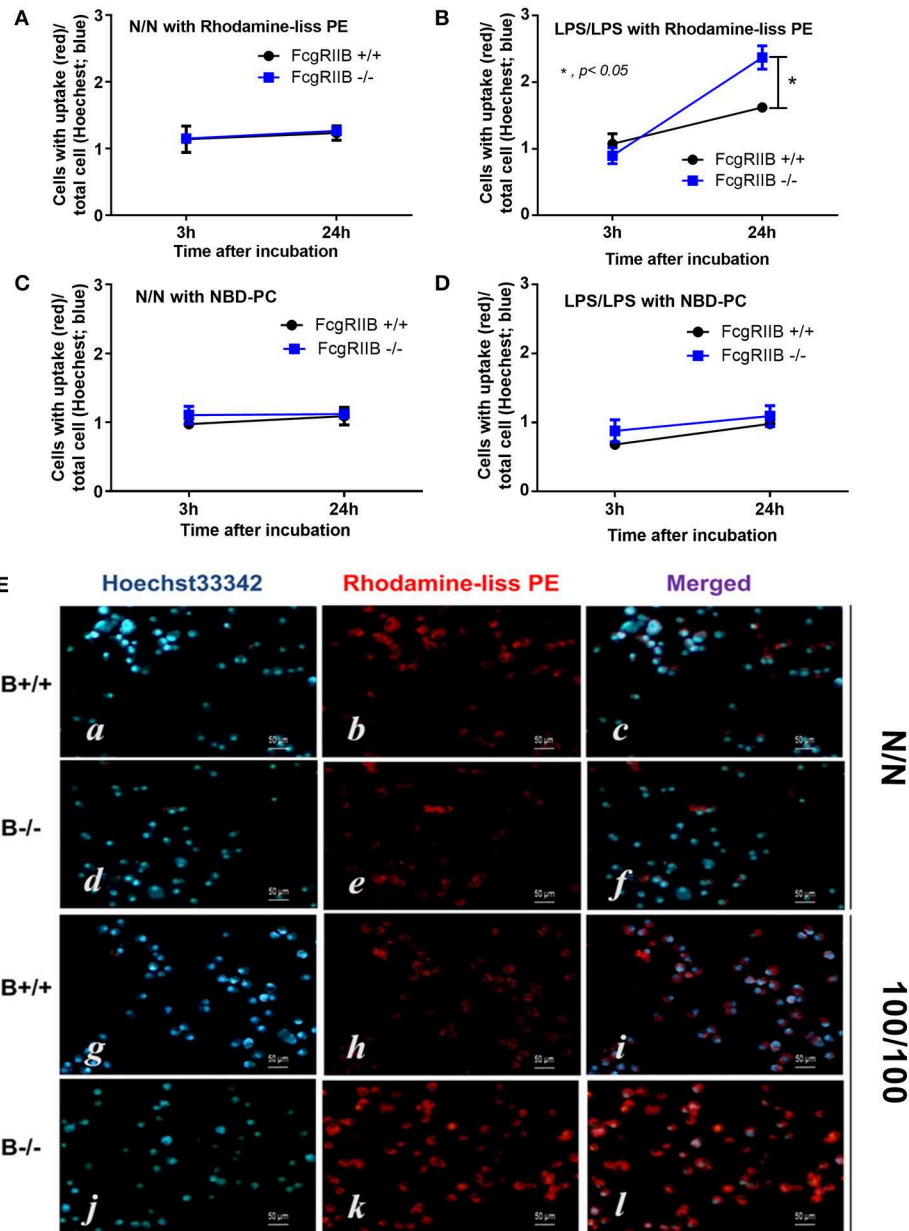 A
N/N with Rhodamine-liss PE
FcgRIIB +/+
FcgRIIB -/-
Cells with uptake (red)/
total cell (Hoechest; blue)
3
2
1
0
3h
24h
Time after incubation
B
LPS/LPS with Rhodamine-liss PE
* , p< 0.05
*
FcgRIIB +/+
FcgRIIB -/-
Cells with uptake (red)/
total cell (Hoechest; blue)
3
2
1
0
3h
24h
Time after incubation
C
N/N with NBD-PC
FcgRIIB +/+
FcgRIIB -/-
Cells with uptake (red)/
total cell (Hoechest; blue)
3
2
1
0
3h
24h
Time after incubation
D
LPS/LPS with NBD-PC
FcgRIIB +/+
FcgRIIB -/-
Cells with uptake (red)/
total cell (Hoechest; blue)
3
2
1
0
3h
24h
Time after incubation
E
Hoechst33342
Rhodamine-liss PE
Merged
B+/+
a
50 µm
b
50 µm
c
50 µm
B-/-
d
50 µm
e
50 µm
f
50 µm
N/N
B+/+
g
50 µm
h
50 µm
i
50 µm
B-/-
j
50 µm
k
50 µm
l
50 µm
100/100